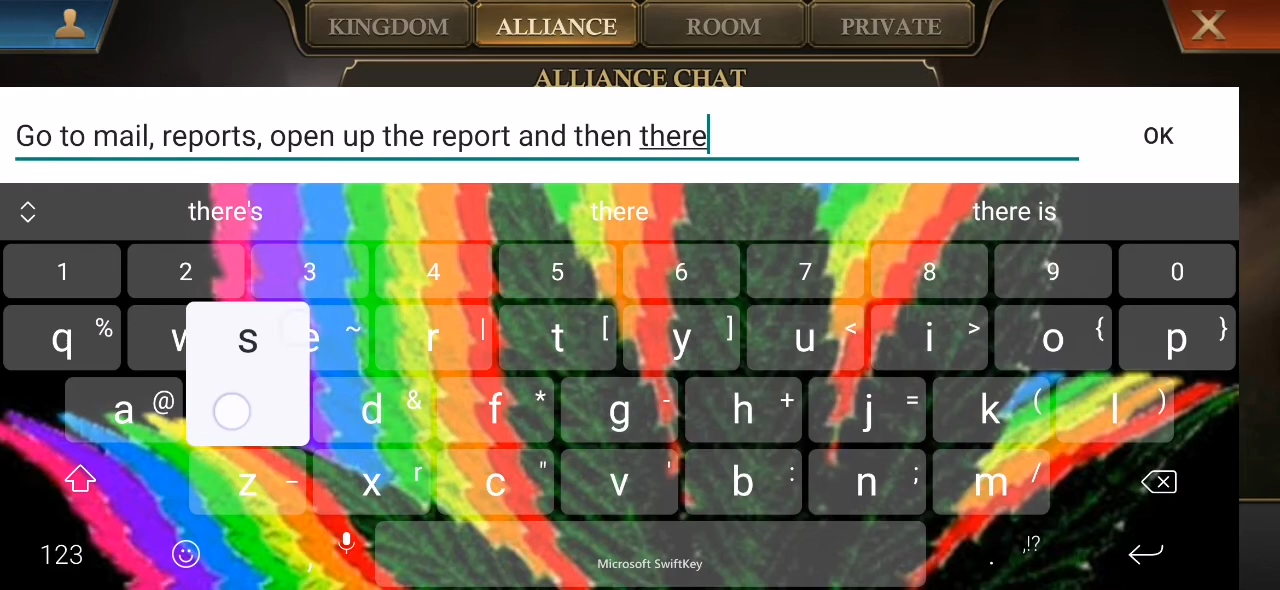 KINGDOM ALLIANCE ROOM PRIVATE X
ALLIANCE CHAT
Go to mail, reports, open up the report and then there OK
there's there there is
1 2 3 4 5 6 7 8 9 0
q % w e ~ r | t [ y ] u < i > o { p }
a @ s d & f * g - h + j = k ( l )
z _ x r c " v ' b : n ; m /
123 , Microsoft SwiftKey . ,!?